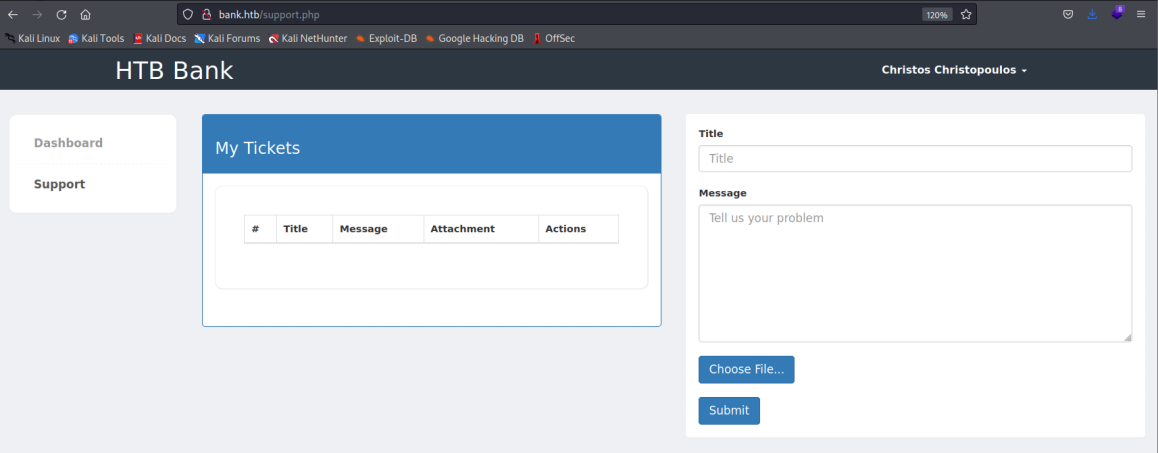 bank.htb/support.php
120%
8
Kali Linux Kali Tools Kali Docs Kali Forums Kali NetHunter Exploit-DB Google Hacking DB OffSec
HTB Bank
Christos Christopoulos
Dashboard
Support
My Tickets
# Title Message Attachment Actions
Title
Title
Message
Tell us your problem
Choose File...
Submit